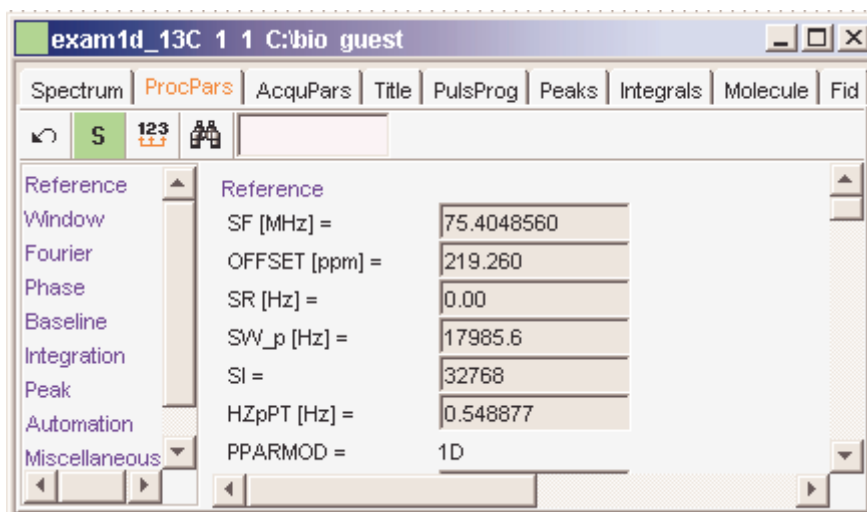 exam1d_13C 1 1 C:\bio guest
Spectrum ProcPars AcquPars Title PulsProg Peaks Integrals Molecule Fid
S 123
Reference
Window
Fourier
Phase
Baseline
Integration
Peak
Automation
Miscellaneous
Reference
SF [MHz] = 75.4048560
OFFSET [ppm] = 219.260
SR [Hz] = 0.00
SW_p [Hz] = 17985.6
SI = 32768
HZpPT [Hz] = 0.548877
PPARMOD = 1D